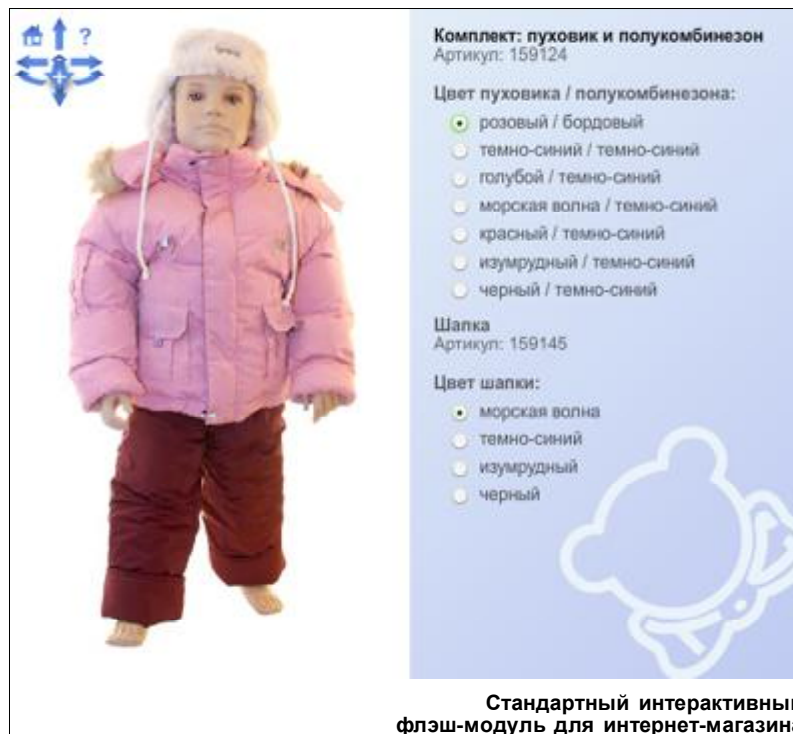 ?
Комплект: пуховик и полукомбинезон
Артикул: 159124
Цвет пуховика / полукомбинезона:
розовый / бордовый
темно-синий / темно-синий
голубой / темно-синий
морская волна / темно-синий
красный / темно-синий
изумрудный / темно-синий
черный / темно-синий
Шапка
Артикул: 159145
Цвет шапки:
морская волна
темно-синий
изумрудный
черный
Стандартный интерактивны
флэш-модуль для интернет-магазина